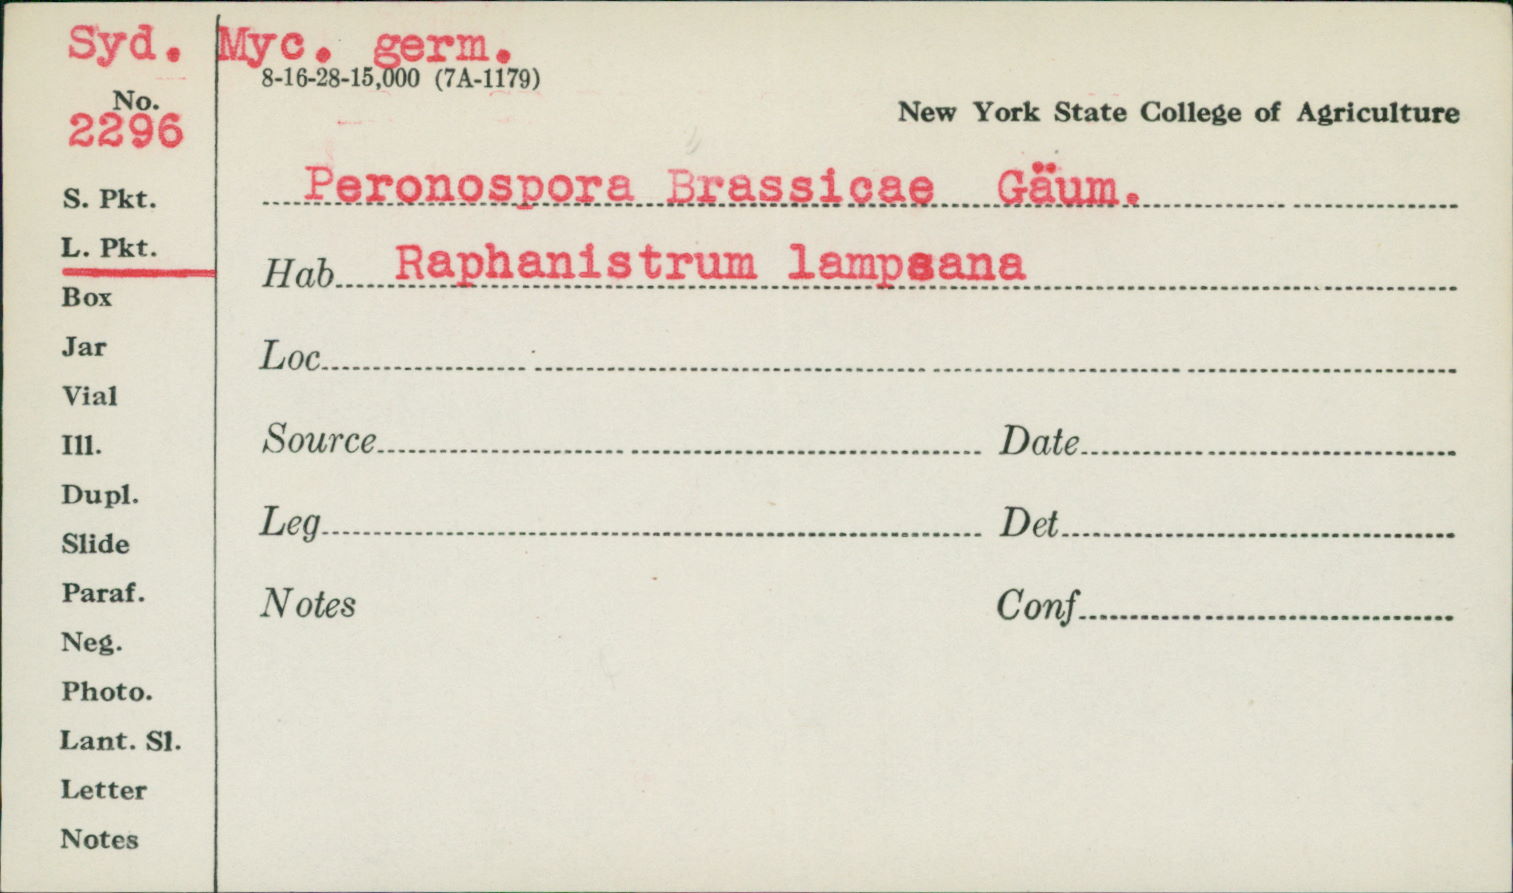 Syd. Myc. germ.
8-16-28-15,000 (7A-1179)
No.
2296
New York State College of Agriculture
S. Pkt.
Peronospora Brassicae Gäum.
L. Pkt.
Hab Raphanistrum lampsana
Box
Jar
Loc
Vial
Ill.
Source Date
Dupl.
Slide
Leg Det
Paraf.
Notes Conf
Neg.
Photo.
Lant. Sl.
Letter
Notes